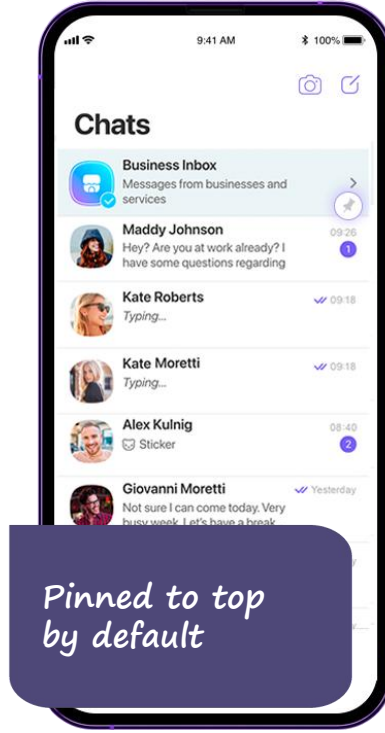 9:41 AM
100%
Chats
Business Inbox
Messages from businesses and
services
Maddy Johnson
09:26
Hey? Are you at work already? I
1
have some questions regarding
Kate Roberts
09:18
Typing...
Kate Moretti
09:18
Typing...
Alex Kulnig
08:40
Sticker
2
Giovanni Moretti
Yesterday
Not sure I can come today. Very
busy week. Let's have a break
Pinned to top
by default